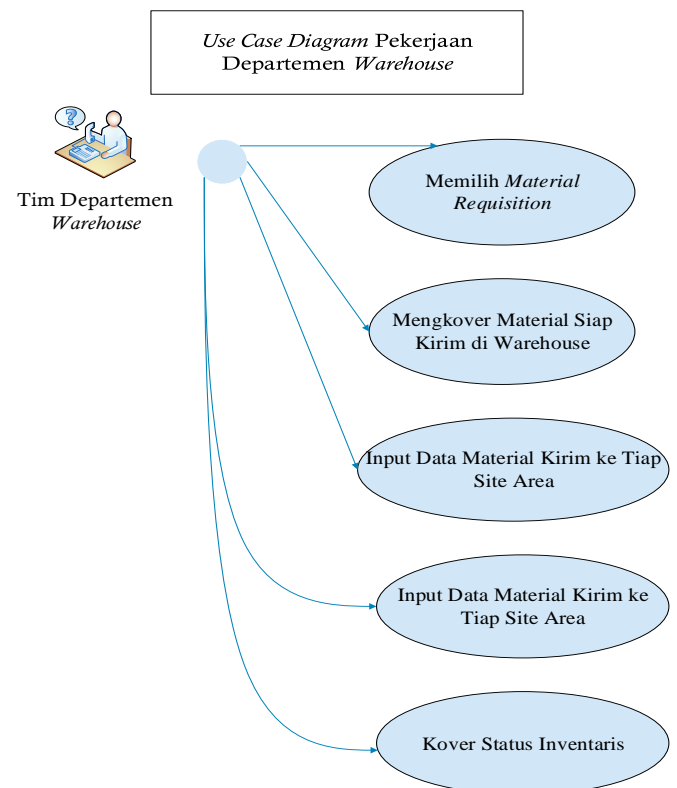 Use Case Diagram Pekerjaan
Departemen Warehouse
?
Tim Departemen
Warehouse
Memilih Material
Requisition
Mengkover Material Siap
Kirim di Warehouse
Input Data Material Kirim ke Tiap
Site Area
Input Data Material Kirim ke
Tiap Site Area
Kover Status Inventaris